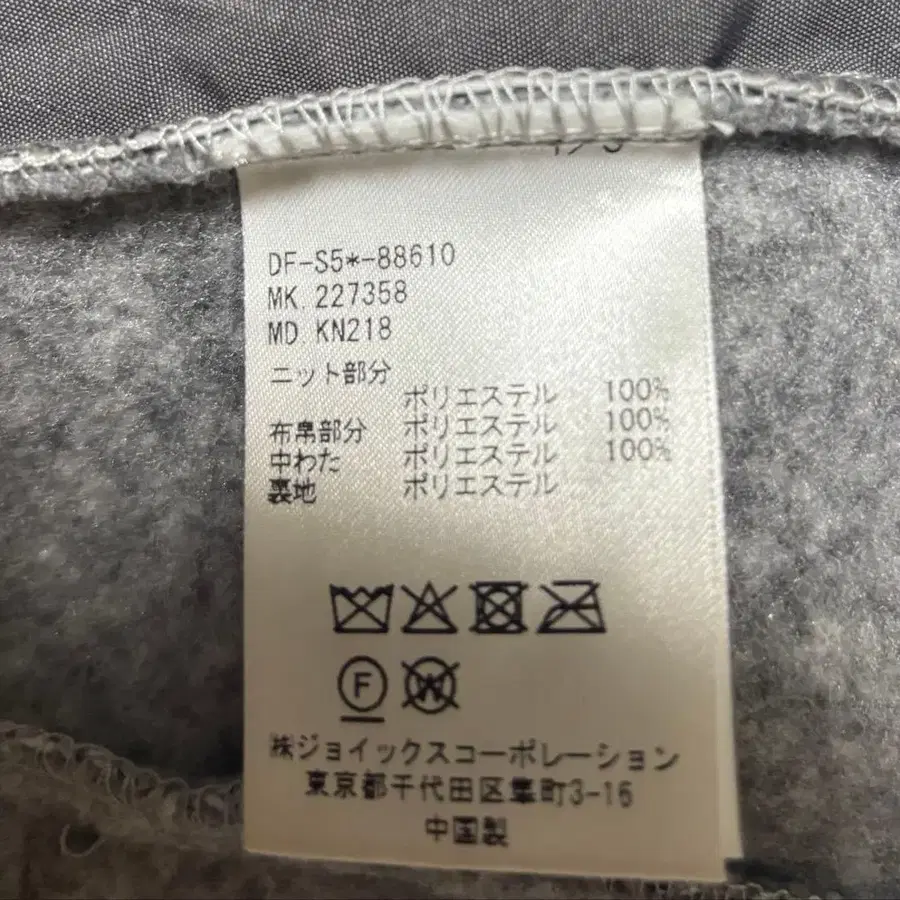 DF-S5*-88610
MK. 227358
MD KN218
ニット部分
ポリエステル 100%
布帛部分 ポリエステル 100%
中わた ポリエステル 100%
裏地 ポリエステル
F
W
㈱ジョイックスコーポレーション
東京都千代田区隼町3-16
中国製